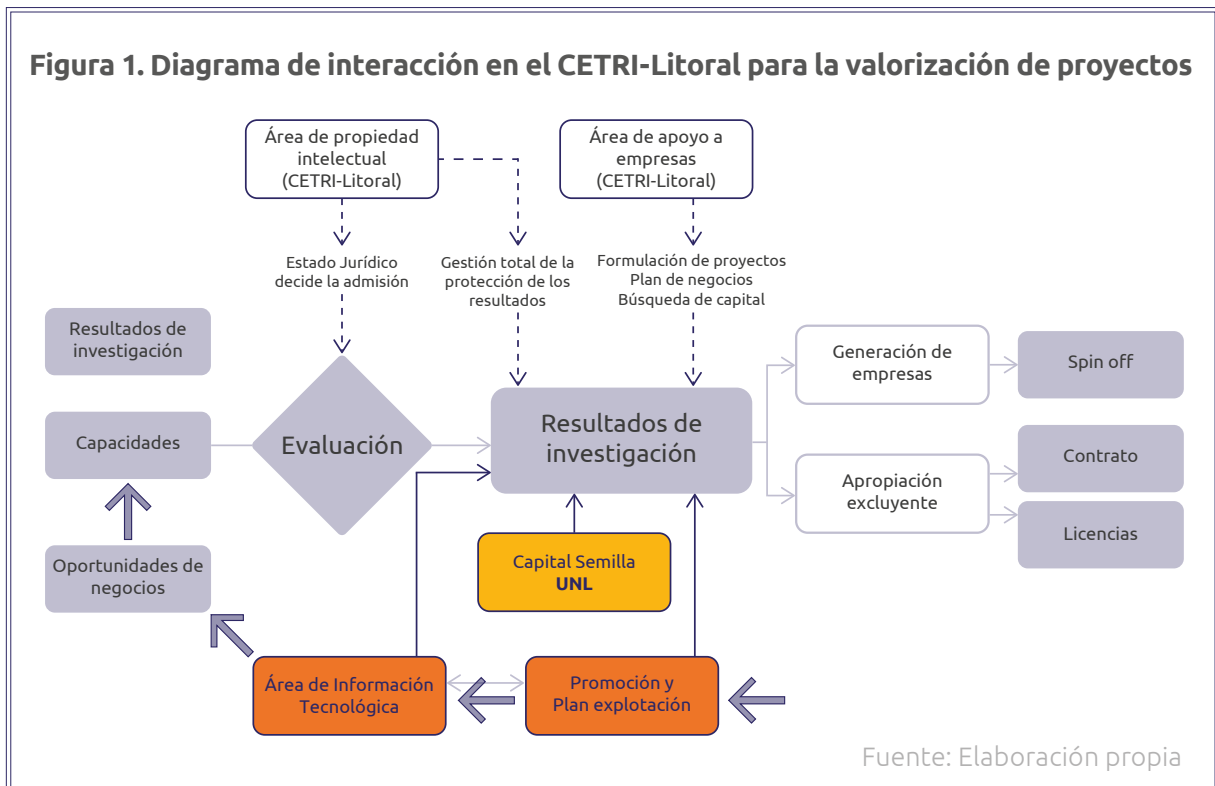 Figura 1. Diagrama de interacción en el CETRI-Litoral para la valorización de proyectos
Área de propiedad
intelectual
(CETRI-Litoral)
Área de apoyo a
empresas
(CETRI-Litoral)
Estado Jurídico
decide la admisión
Gestión total de la
protección de los
resultados
Formulación de proyectos
Plan de negocios
Búsqueda de capital
Resultados de
investigación
Capacidades
Oportunidades de
negocios
Evaluación
Resultados de
investigación
Generación de
empresas
Spin off
Apropiación
excluyente
Contrato
Licencias
Capital Semilla
UNL
Área de Información
Tecnológica
Promoción y
Plan explotación
Fuente: Elaboración propia